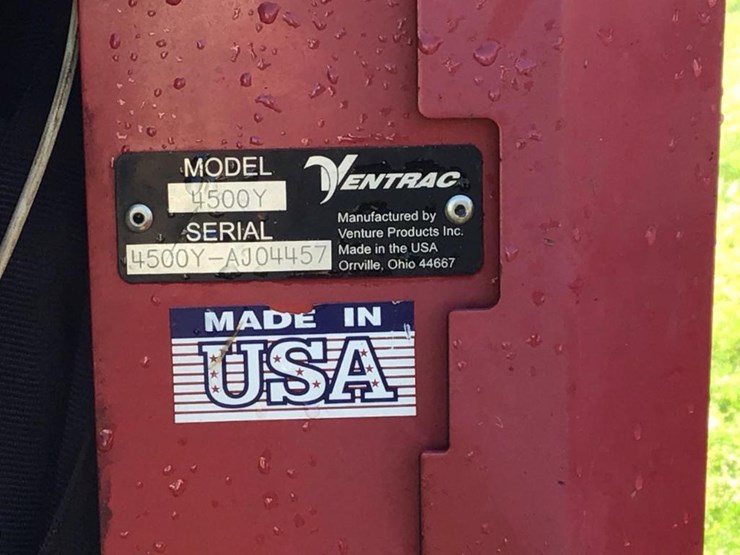 MODEL
4500Y
SERIAL
4500Y-AJ04457
VENTRAC
Manufactured by
Venture Products Inc.
Made in the USA
Orrville, Ohio 44667
MADE IN
USA